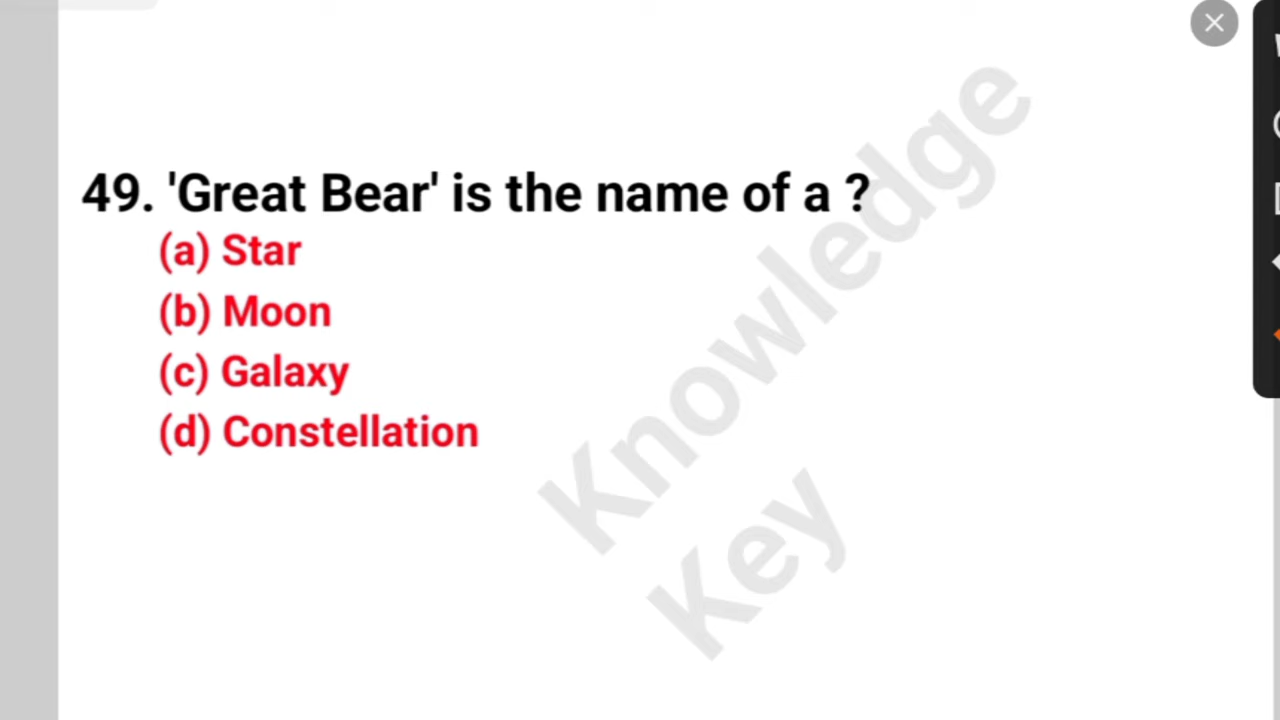 49. 'Great Bear' is the name of a ?
(a) Star
(b) Moon
(c) Galaxy
(d) Constellation
Knowledge
Key